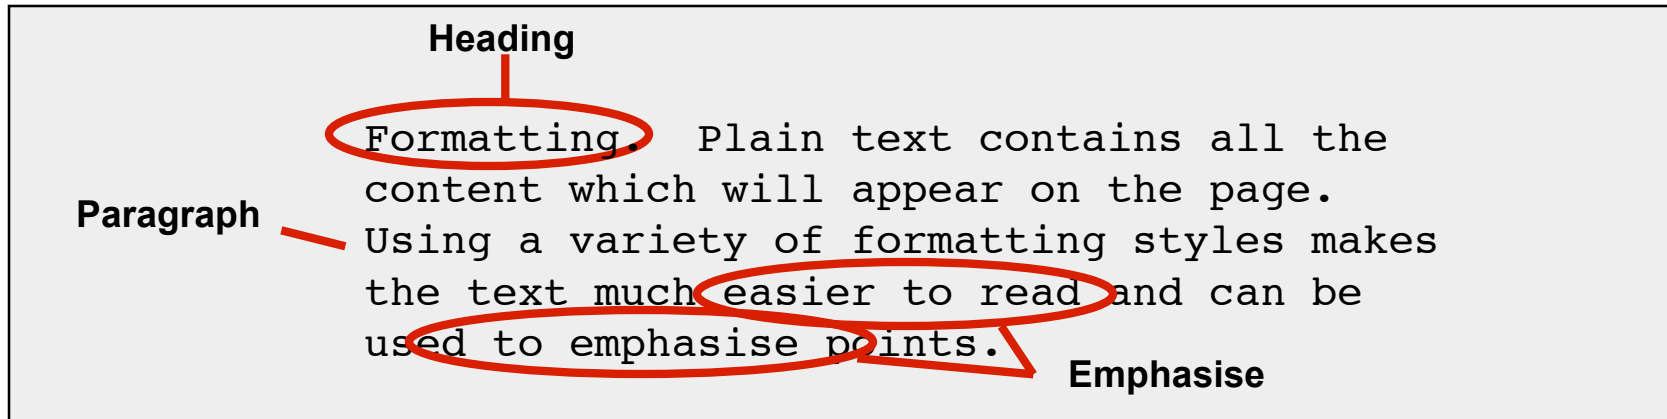 Heading
Formatting.  Plain text contains all the
content which will appear on the page.
Paragraph
Using a variety of formatting styles makes
the text much easier to read and can be
used to emphasise points.
Emphasise